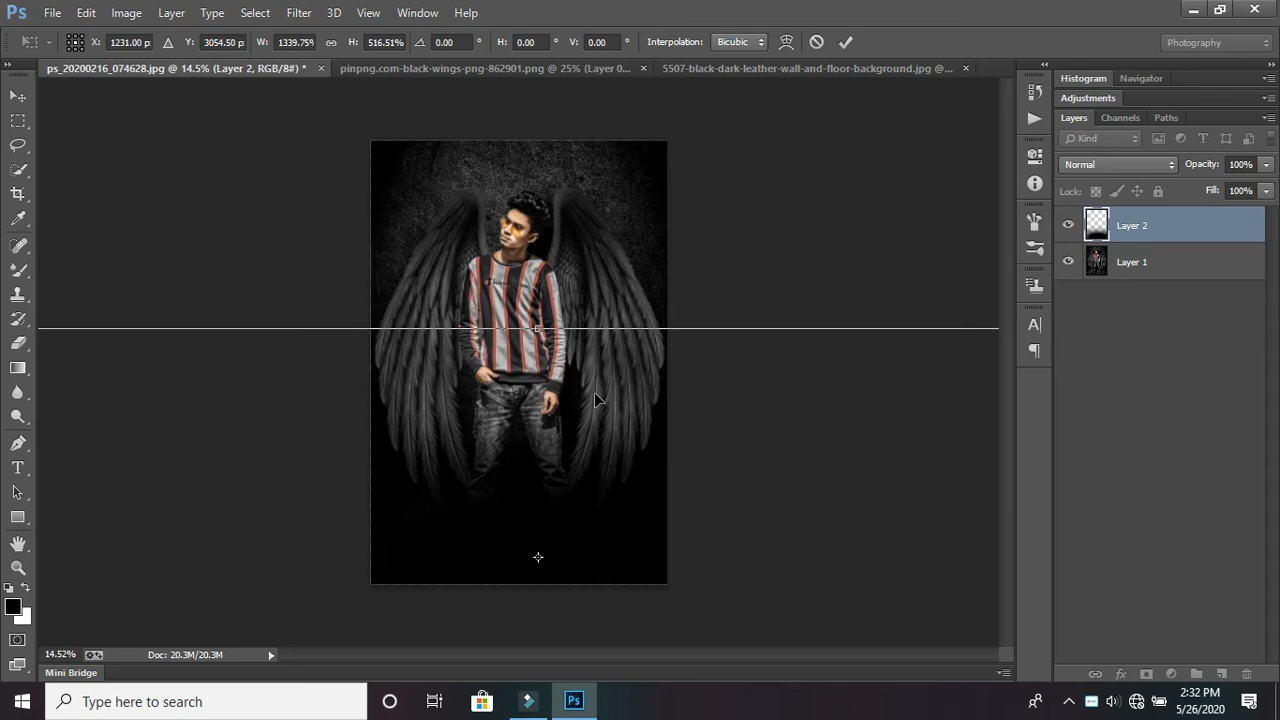 Ps File Edit Image Layer Type Select Filter 3D View Window Help
X: 1231.00 px Y: 3054.50 px W: 1339.75% H: 516.51% 0.00 ° H: 0.00 ° V: 0.00 ° Interpolation: Bicubic Photography
ps_20200216_074628.jpg @ 14.5% (Layer 2, RGB/8#) * × pinpng.com-black-wings-png-862901.png @ 25% (Layer 0... × 5507-black-dark-leather-wall-and-floor-background.jpg @... ×
Histogram Navigator
Adjustments
Layers Channels Paths
Kind
Normal Opacity: 100%
Lock: Fill: 100%
Layer 2
Layer 1
14.52% Doc: 20.3M/20.3M
Mini Bridge
Type here to search
Ps
2:32 PM
5/26/2020